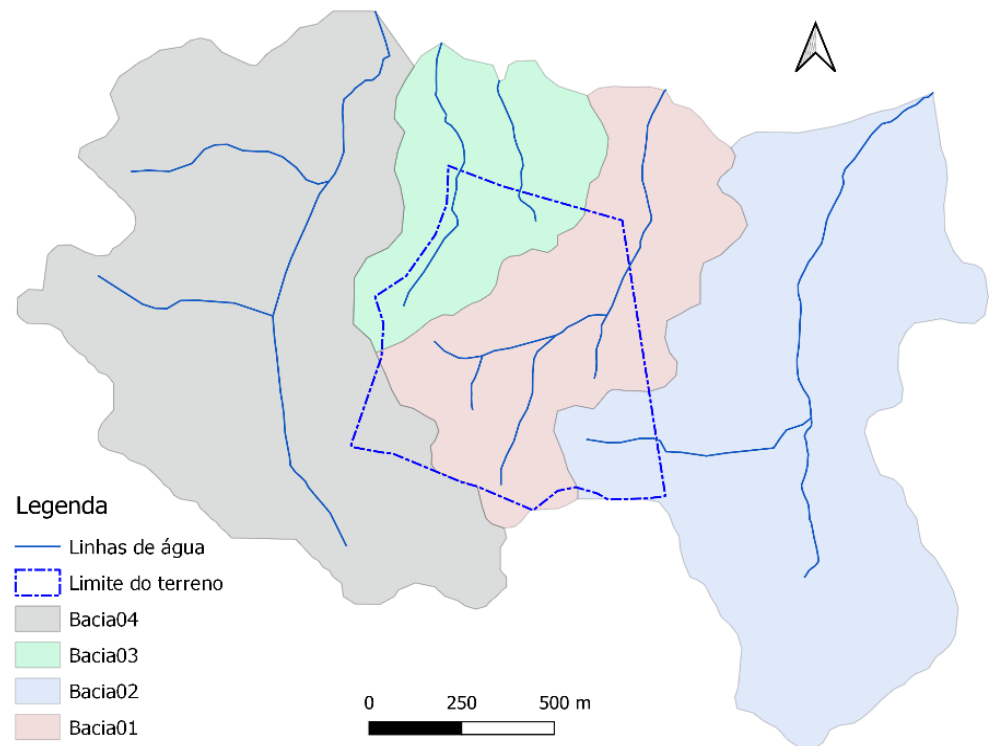 Legenda
Linhas de água
Limite do terreno
Bacia04
Bacia03
Bacia02
Bacia01
0 250 500 m